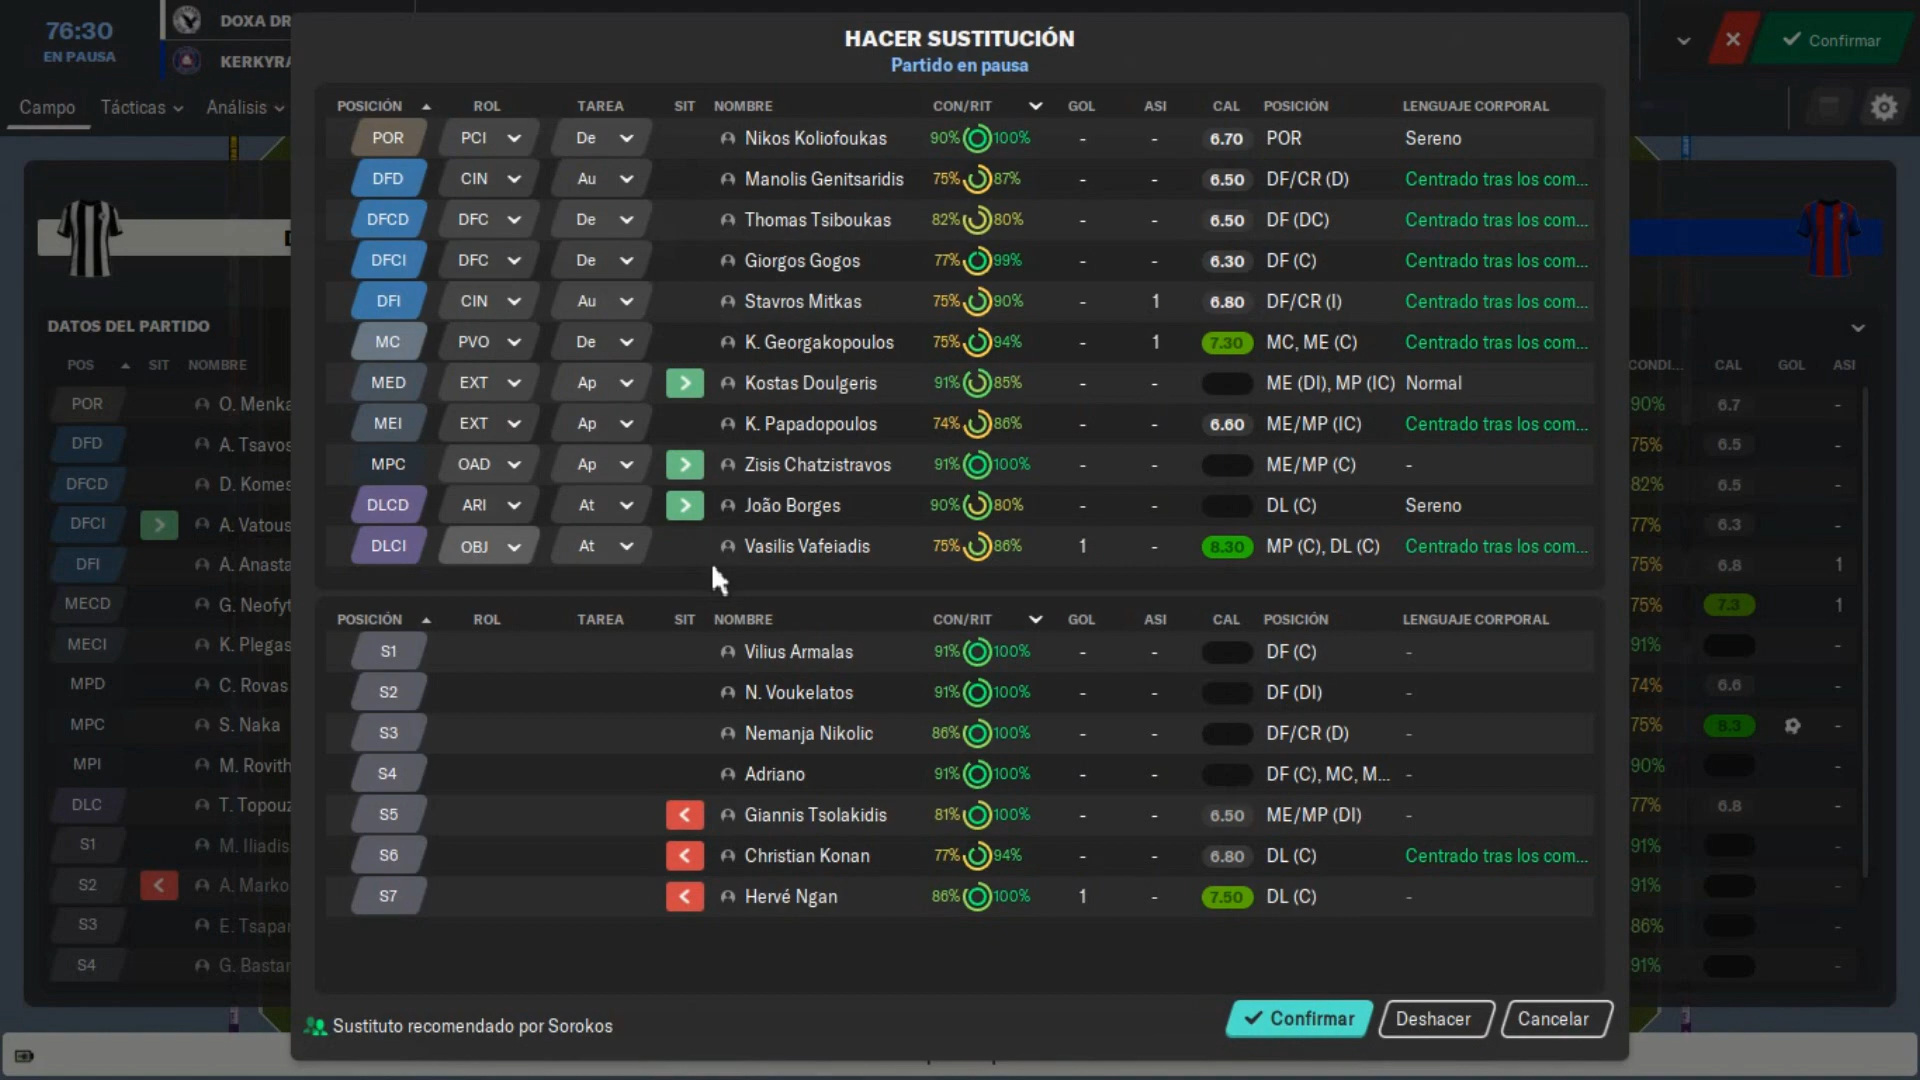 76:30
EN PAUSA
DOXA DR
KERKYRA
Campo Tácticas Análisis
HACER SUSTITUCIÓN
Partido en pausa
Confirmar
POSICIÓN ROL TAREA SIT NOMBRE CON/RIT GOL ASI CAL POSICIÓN LENGUAJE CORPORAL
POR PCI De Nikos Koliofoukas 90% 100% - - 6.70 POR Sereno
DFD CIN Au Manolis Genitsaridis 75% 87% - - 6.50 DF/CR (D) Centrado tras los com...
DFCD DFC De Thomas Tsiboukas 82% 80% - - 6.50 DF (DC) Centrado tras los com...
DFCI DFC De Giorgos Gogos 77% 99% - - 6.30 DF (C) Centrado tras los com...
DFI CIN Au Stavros Mitkas 75% 90% - 1 6.80 DF/CR (I) Centrado tras los com...
MC PVO De K. Georgakopoulos 75% 94% - 1 7.30 MC, ME (C) Centrado tras los com...
MED EXT Ap Kostas Doulgeris 91% 85% - - ME (DI), MP (IC) Normal
MEI EXT Ap K. Papadopoulos 74% 86% - - 6.60 ME/MP (IC) Centrado tras los com...
MPC OAD Ap Zisis Chatzistravos 91% 100% - - ME/MP (C) -
DLCD ARI At João Borges 90% 80% - - DL (C) Sereno
DLCI OBJ At Vasilis Vafeiadis 75% 86% 1 - 8.30 MP (C), DL (C) Centrado tras los com...
POSICIÓN ROL TAREA SIT NOMBRE CON/RIT GOL ASI CAL POSICIÓN LENGUAJE CORPORAL
S1 Vilius Armalas 91% 100% - - DF (C) -
S2 N. Voukelatos 91% 100% - - DF (DI) -
S3 Nemanja Nikolic 86% 100% - - DF/CR (D) -
S4 Adriano 91% 100% - - DF (C), MC, M... -
S5 Giannis Tsolakidis 81% 100% - - 6.50 ME/MP (DI) -
S6 Christian Konan 77% 94% - - 6.80 DL (C) Centrado tras los com...
S7 Hervé Ngan 86% 100% 1 - 7.50 DL (C) -
Sustituto recomendado por Sorokos
Confirmar Deshacer Cancelar
DATOS DEL PARTIDO
POS SIT NOMBRE
POR O. Menka
DFD A. Tsavos
DFCD D. Komes
DFCI A. Vatous
DFI A. Anasta
MECD G. Neofyt
MECI K. Plegas
MPD C. Rovas
MPC S. Naka
MPI M. Rovith
DLC T. Topouz
S1 M. Iliadis
S2 A. Marko
S3 E. Tsapar
S4 G. Bastar
CONDI... CAL GOL ASI
90% 6.7 -
75% 6.5 -
82% 6.5 -
77% 6.3 -
75% 6.8 1
75% 7.3 1
91% -
74% 6.6 -
75% 8.3 -
90% -
77% 6.8 -
91% -
91% -
86% -
91% -